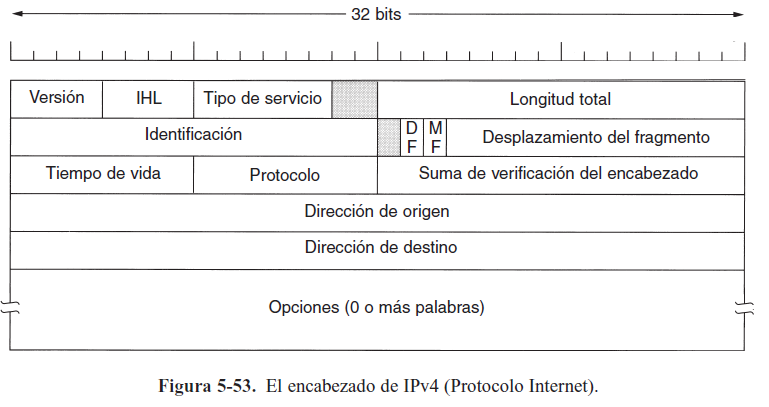 32 bits
Versión IHL Tipo de servicio Longitud total
Identificación DF MF Desplazamiento del fragmento
Tiempo de vida Protocolo Suma de verificación del encabezado
Dirección de origen
Dirección de destino
Opciones (0 o más palabras)
Figura 5-53. El encabezado de IPv4 (Protocolo Internet).